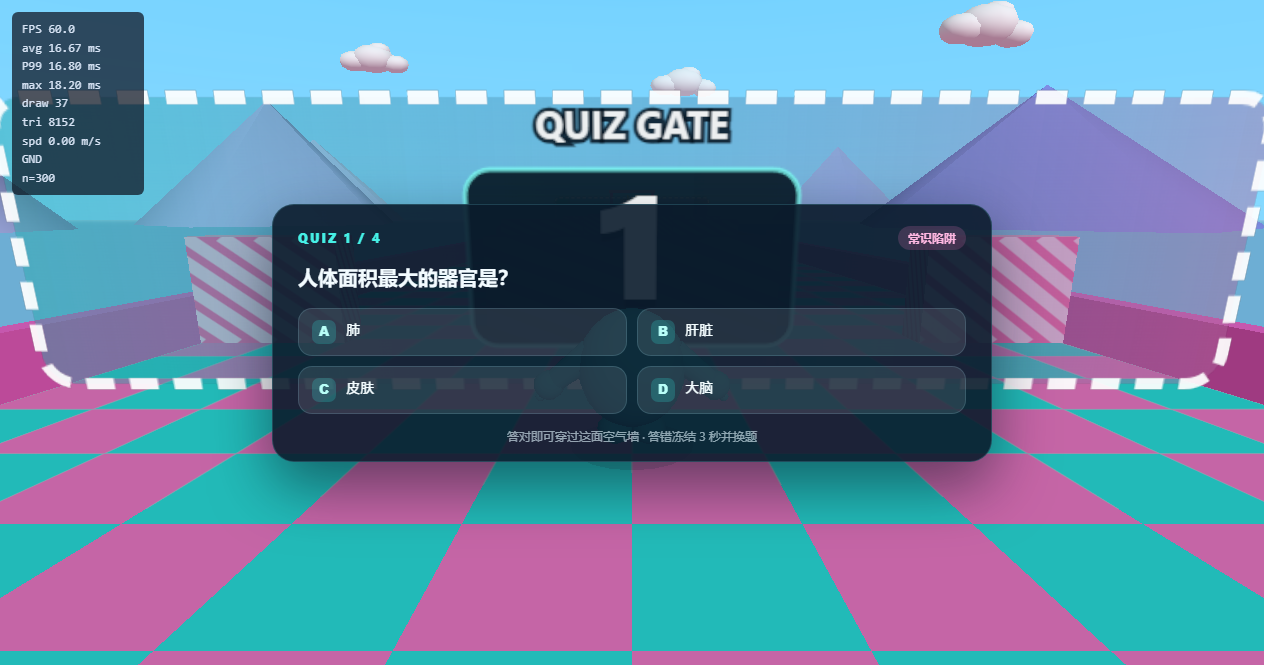 FPS 60.0
avg 16.67 ms
P99 16.80 ms
max 18.20 ms
draw 37
tri 8152
spd 0.00 m/s
GND
n=300
QUIZ GATE
1
QUIZ 1 / 4
常识陷阱
人体面积最大的器官是？
A 肺
B 肝脏
C 皮肤
D 大脑
答对即可穿过这面空气墙 · 答错冻结 3 秒并换题